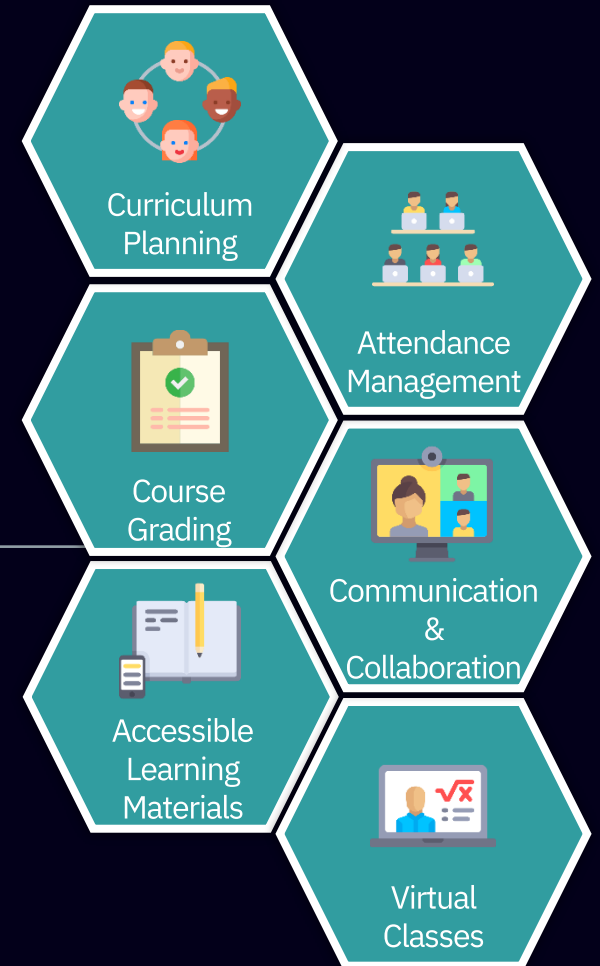 Curriculum
Planning
Attendance
Management
Course
Grading
Communication
&
Collaboration
Accessible
Learning
Materials
Virtual
Classes